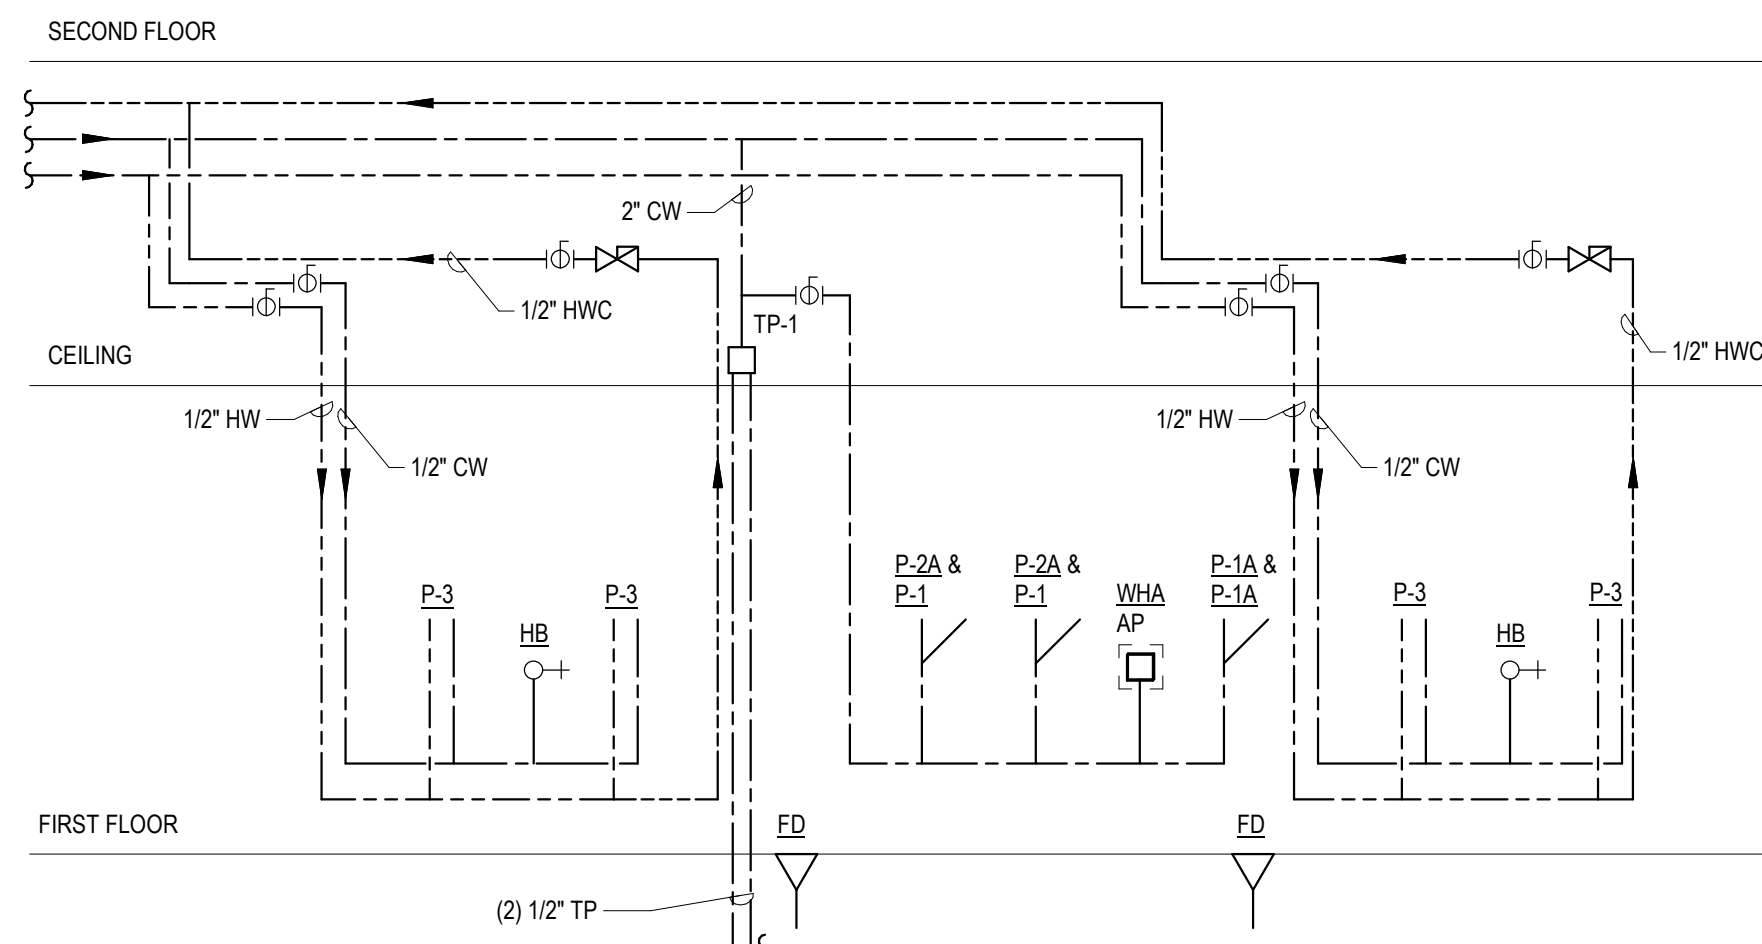 SECOND FLOOR
2" CW
1/2" HWC
TP-1
CEILING
1/2" HWC
1/2" HW
1/2" HW
1/2" CW
1/2" CW
P-2A &
P-1
P-2A &
P-1
WHA
AP
P-1A &
P-1A
P-3
P-3
P-3
P-3
HB
HB
FIRST FLOOR
FD
FD
(2) 1/2" TP